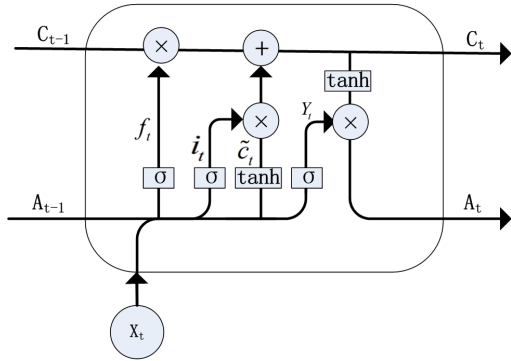 C_{t-1}
×
+
C_t
tanh
f_t
i_t
×
c̃_t
Y_t
×
σ
σ
tanh
σ
A_{t-1}
A_t
X_t